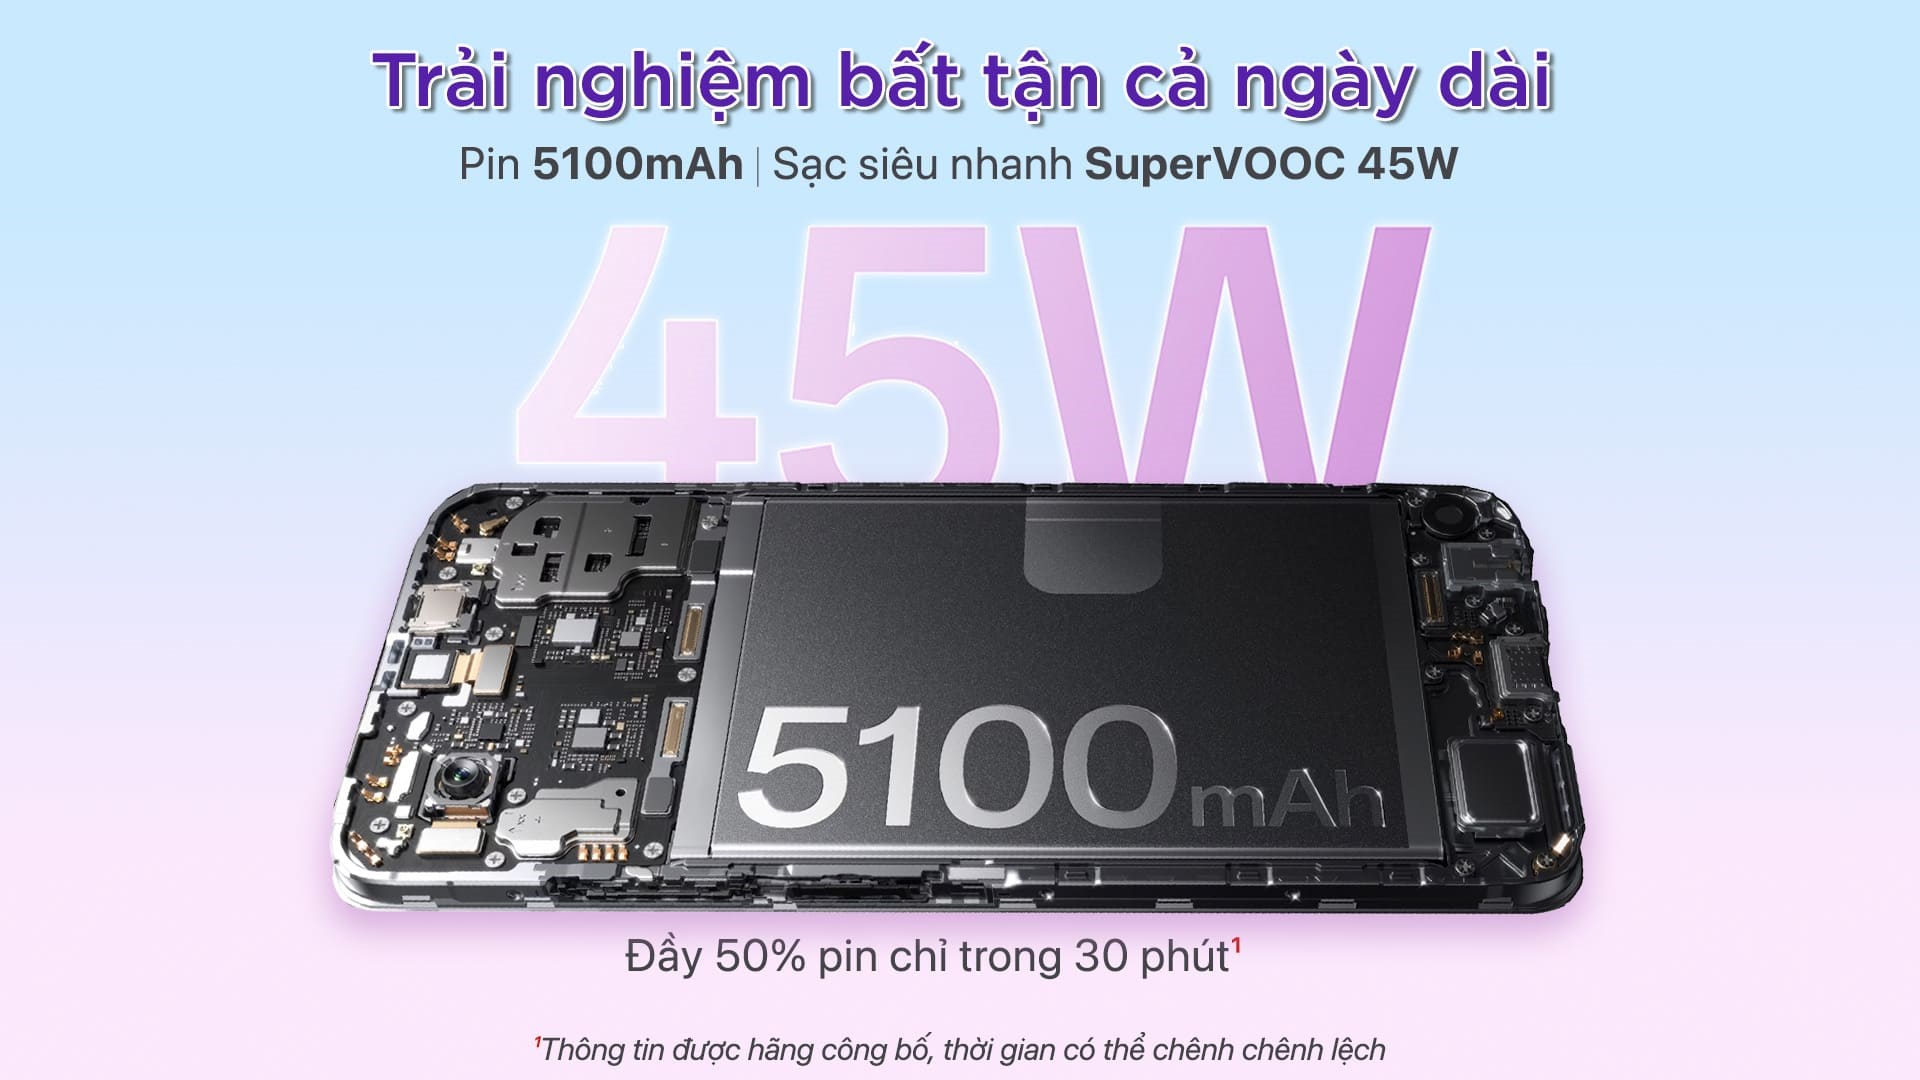 Trải nghiệm bất tận cả ngày dài
Pin 5100mAh | Sạc siêu nhanh SuperVOOC 45W
45W
5100mAh
Đầy 50% pin chỉ trong 30 phút¹
¹Thông tin được hãng công bố, thời gian có thể chênh chênh lệch